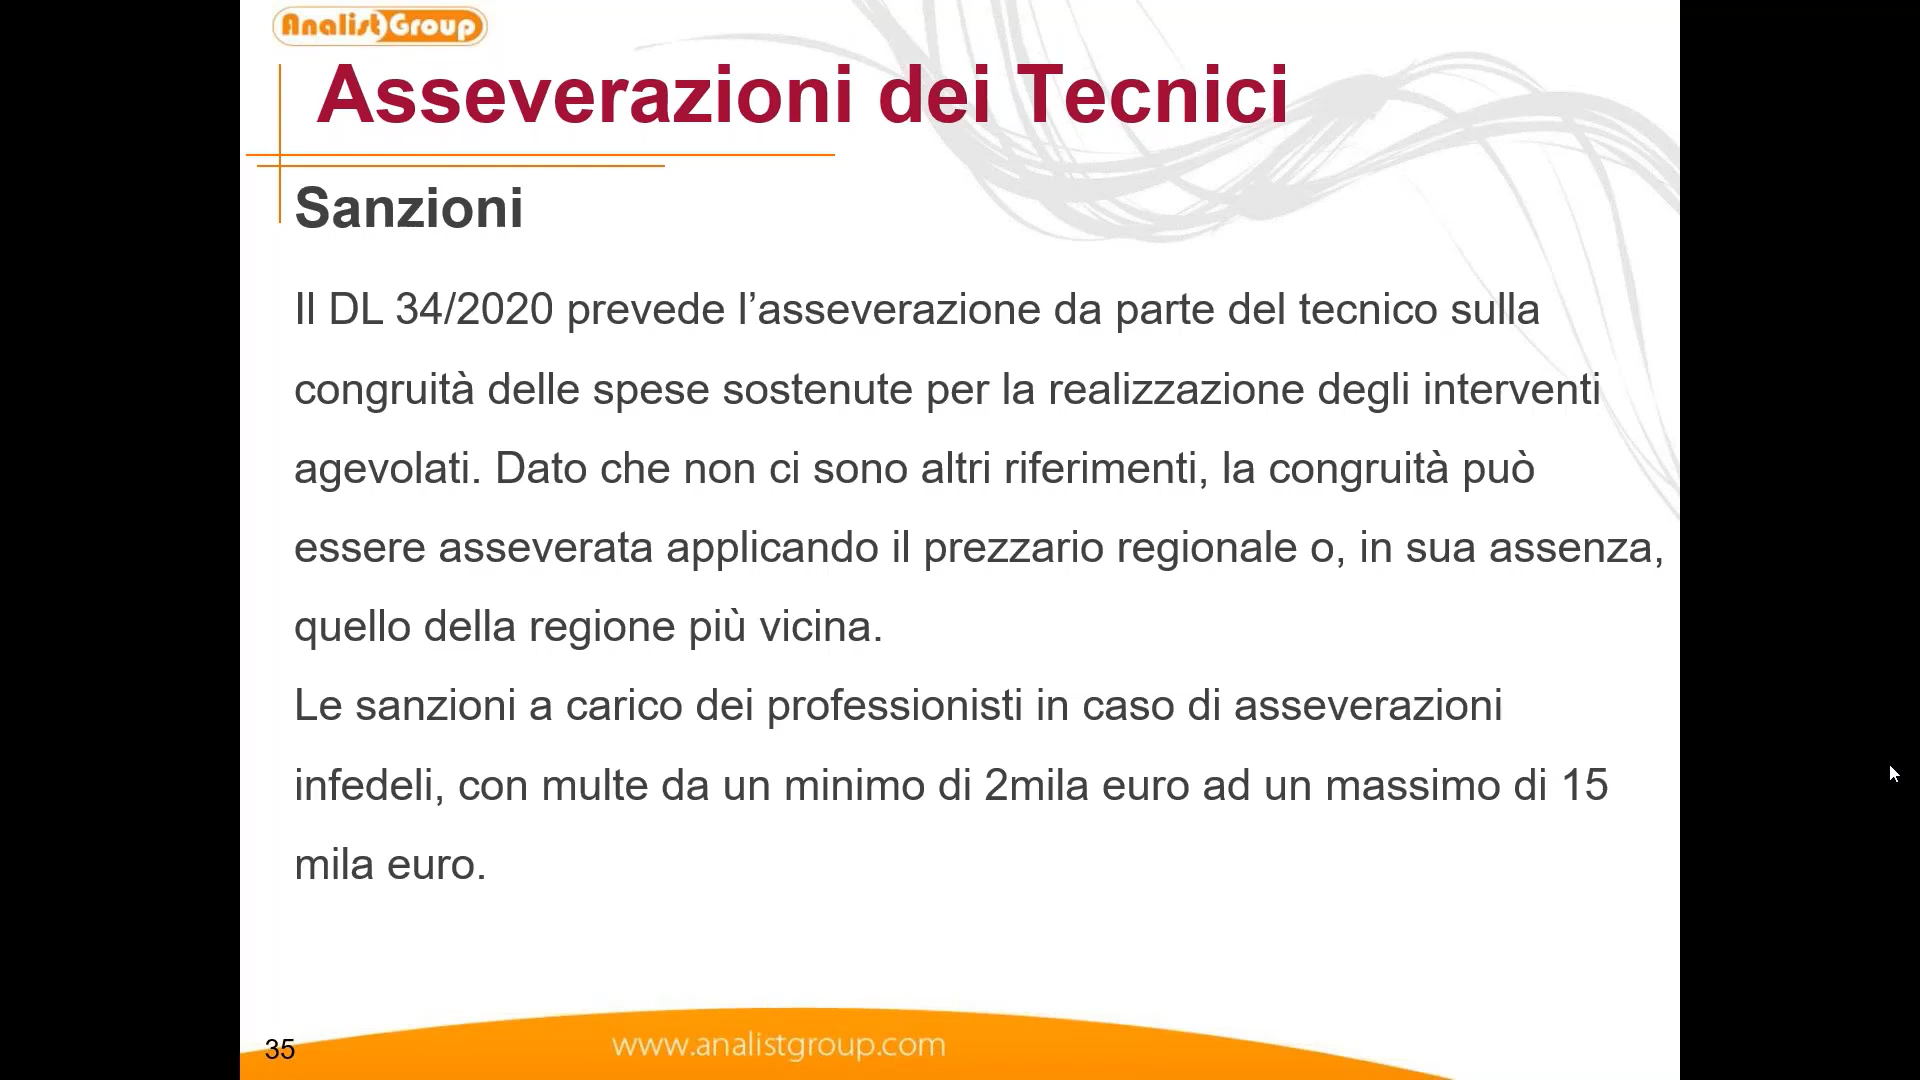 Analist Group
Asseverazioni dei Tecnici
Sanzioni
Il DL 34/2020 prevede l’asseverazione da parte del tecnico sulla
congruità delle spese sostenute per la realizzazione degli interventi
agevolati. Dato che non ci sono altri riferimenti, la congruità può
essere asseverata applicando il prezzario regionale o, in sua assenza,
quello della regione più vicina.
Le sanzioni a carico dei professionisti in caso di asseverazioni
infedeli, con multe da un minimo di 2mila euro ad un massimo di 15
mila euro.
35
www.analistgroup.com